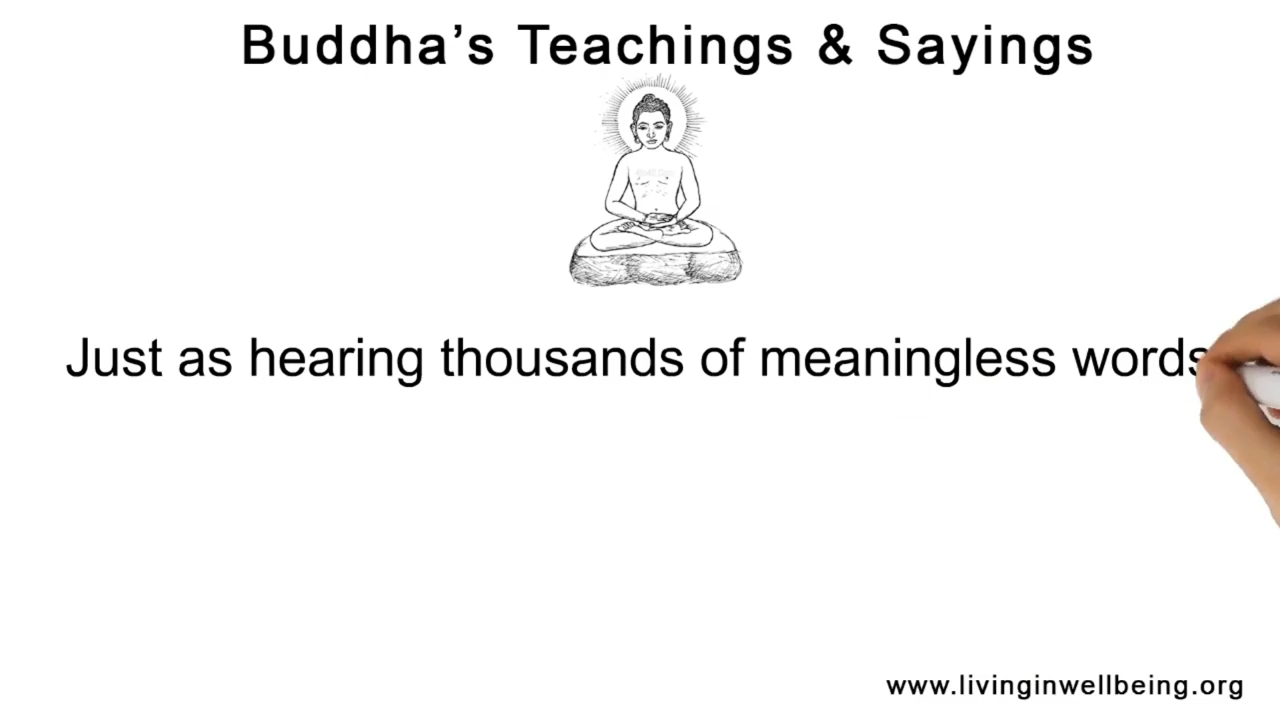 Buddha’s Teachings & Sayings
Just as hearing thousands of meaningless words
www.livinginwellbeing.org